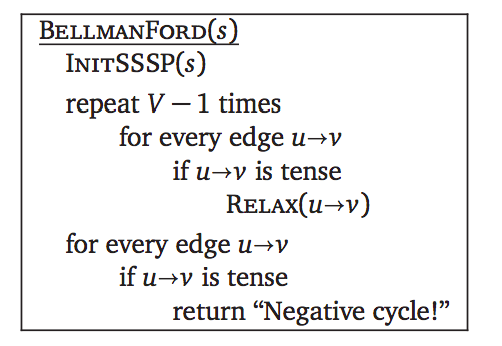 BELLMANFORD(s)
INITSSSP(s)
repeat V − 1 times
for every edge u→v
if u→v is tense
RELAX(u→v)
for every edge u→v
if u→v is tense
return “Negative cycle!”